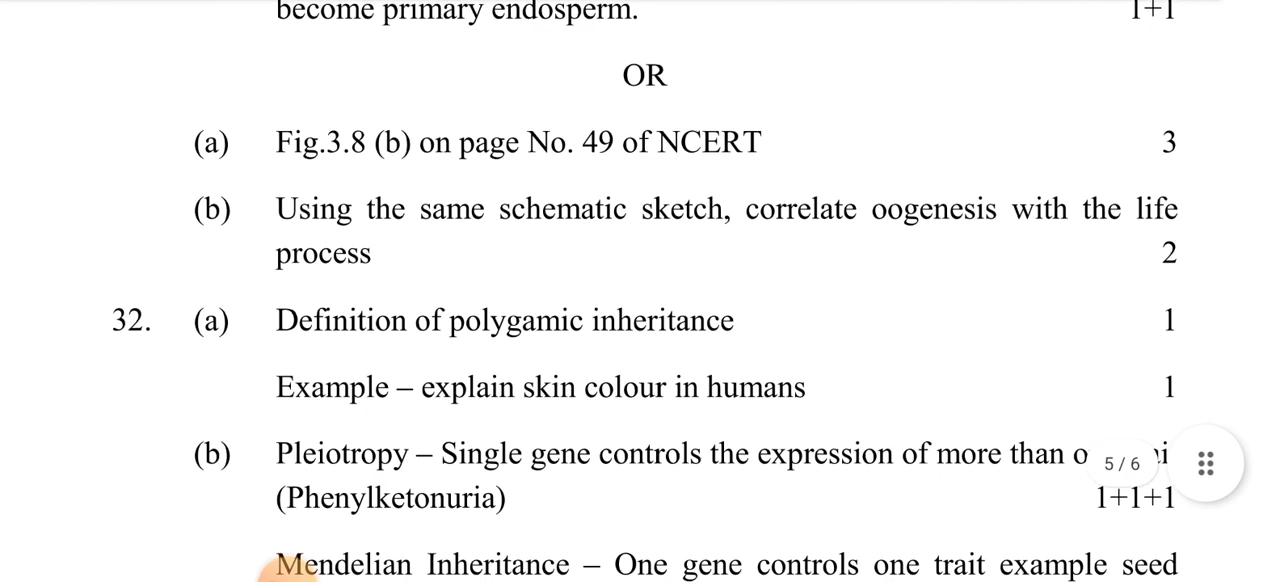 become primary endosperm. 1+1
OR
(a) Fig.3.8 (b) on page No. 49 of NCERT 3
(b) Using the same schematic sketch, correlate oogenesis with the life
process 2
32. (a) Definition of polygamic inheritance 1
Example – explain skin colour in humans 1
(b) Pleiotropy – Single gene controls the expression of more than
5 / 6
(Phenylketonuria) 1+1+1
Mendelian Inheritance – One gene controls one trait example seed